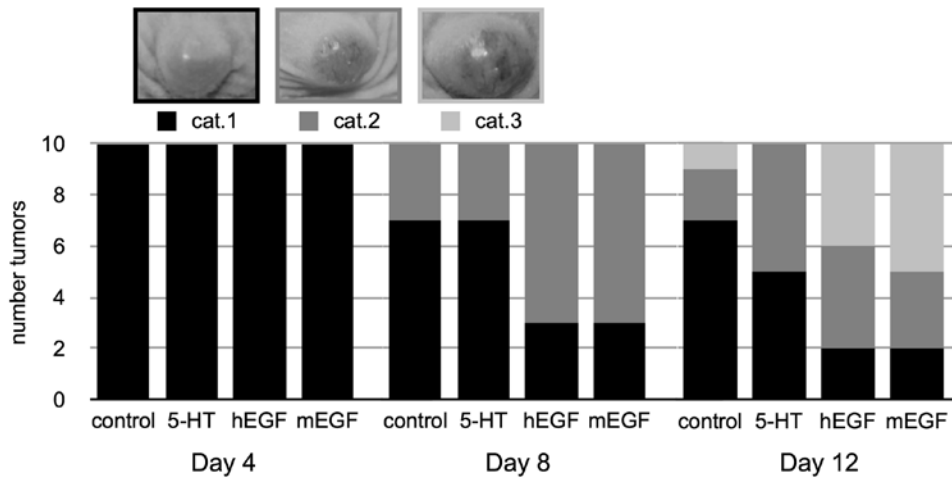 cat.1 cat.2 cat.3
10
8
6
4
2
0
number tumors
control 5-HT hEGF mEGF control 5-HT hEGF mEGF control 5-HT hEGF mEGF
Day 4 Day 8 Day 12